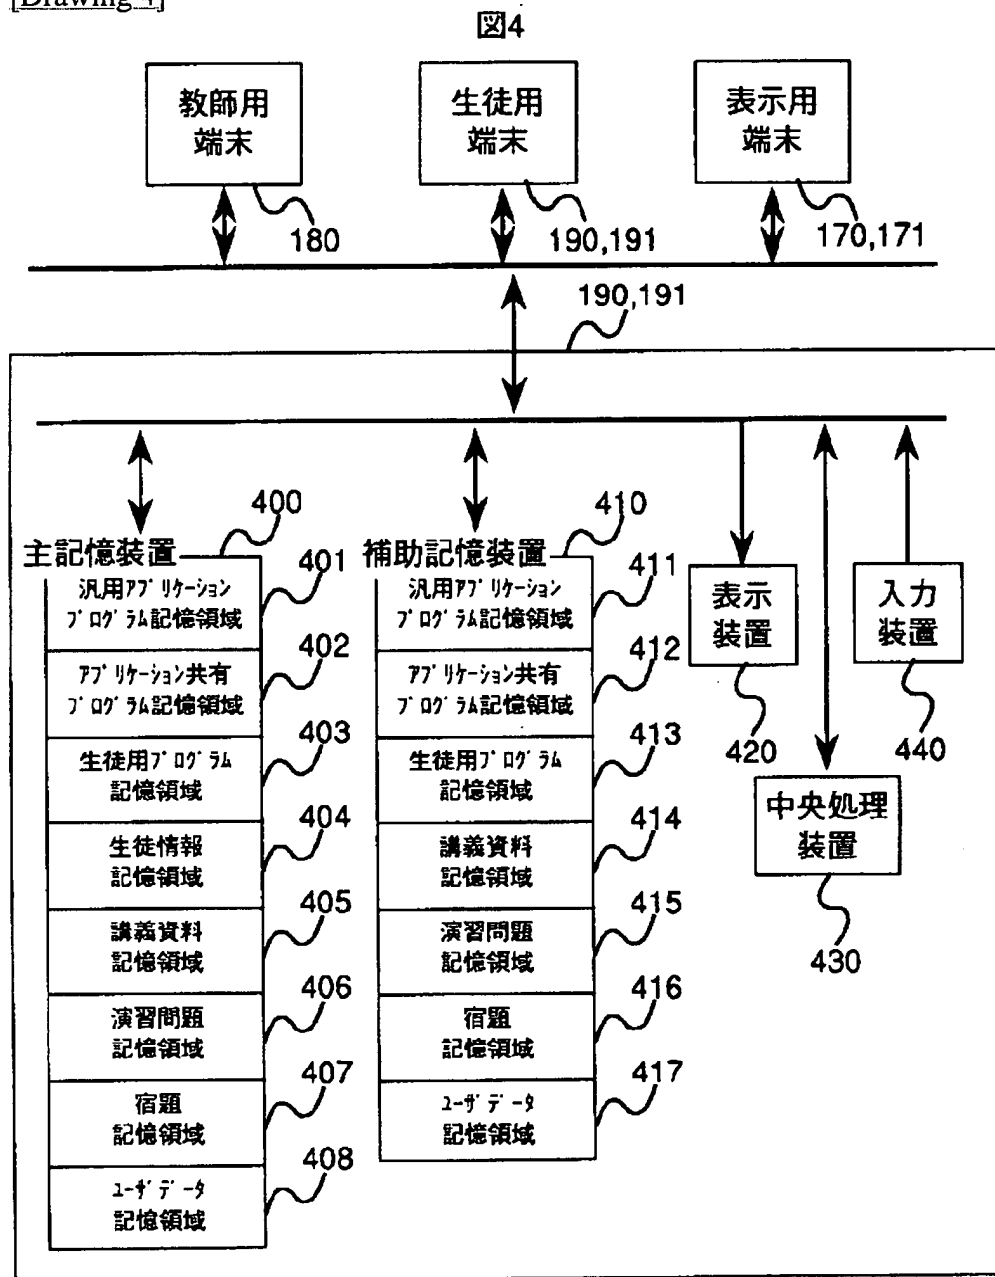 [Drawing 4]
図4
教師用
端末
生徒用
端末
表示用
端末
180
190,191
170,171
190,191
400
主記憶装置
401
汎用アプリケーション
プログラム記憶領域
402
アプリケーション共有
プログラム記憶領域
403
生徒用プログラム
記憶領域
404
生徒情報
記憶領域
405
講義資料
記憶領域
406
演習問題
記憶領域
407
宿題
記憶領域
408
ユーザデータ
記憶領域
410
補助記憶装置
411
汎用アプリケーション
プログラム記憶領域
412
アプリケーション共有
プログラム記憶領域
413
生徒用プログラム
記憶領域
414
講義資料
記憶領域
415
演習問題
記憶領域
416
宿題
記憶領域
417
ユーザデータ
記憶領域
表示
装置
420
入力
装置
440
中央処理
装置
430